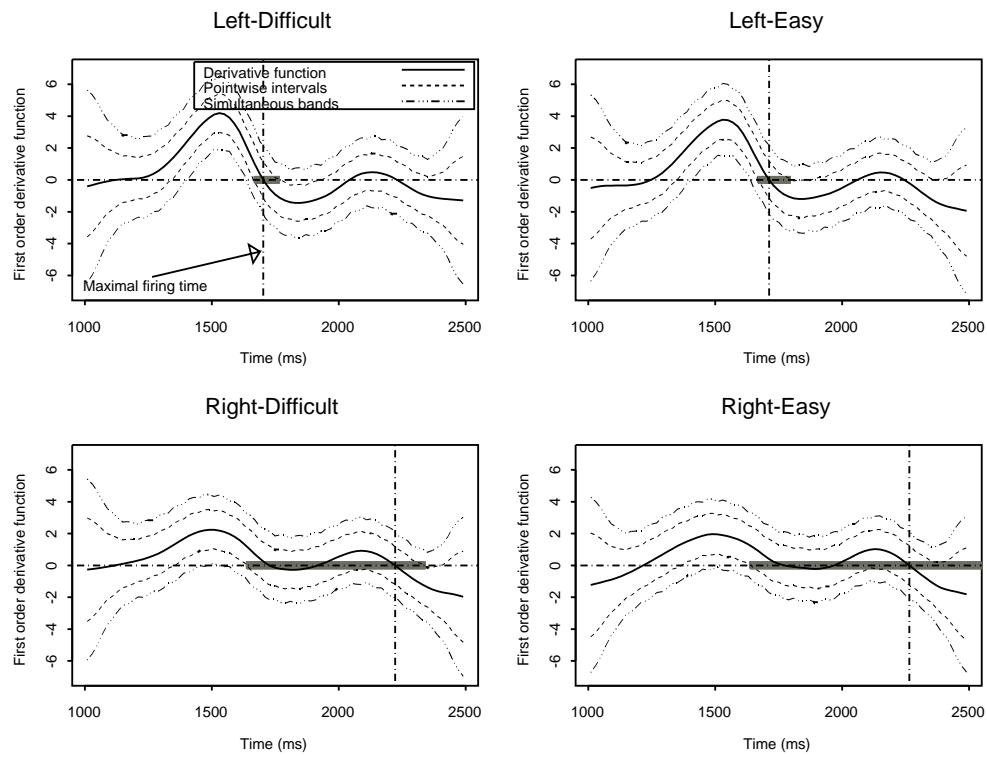 Left-Difficult
First order derivative function
6
4
2
0
-2
-4
-6
Derivative function
Pointwise intervals
Simultaneous bands
Maximal firing time
1000 1500 2000 2500
Time (ms)
Left-Easy
First order derivative function
6
4
2
0
-2
-4
-6
1000 1500 2000 2500
Time (ms)
Right-Difficult
First order derivative function
6
4
2
0
-2
-4
-6
1000 1500 2000 2500
Time (ms)
Right-Easy
First order derivative function
6
4
2
0
-2
-4
-6
1000 1500 2000 2500
Time (ms)